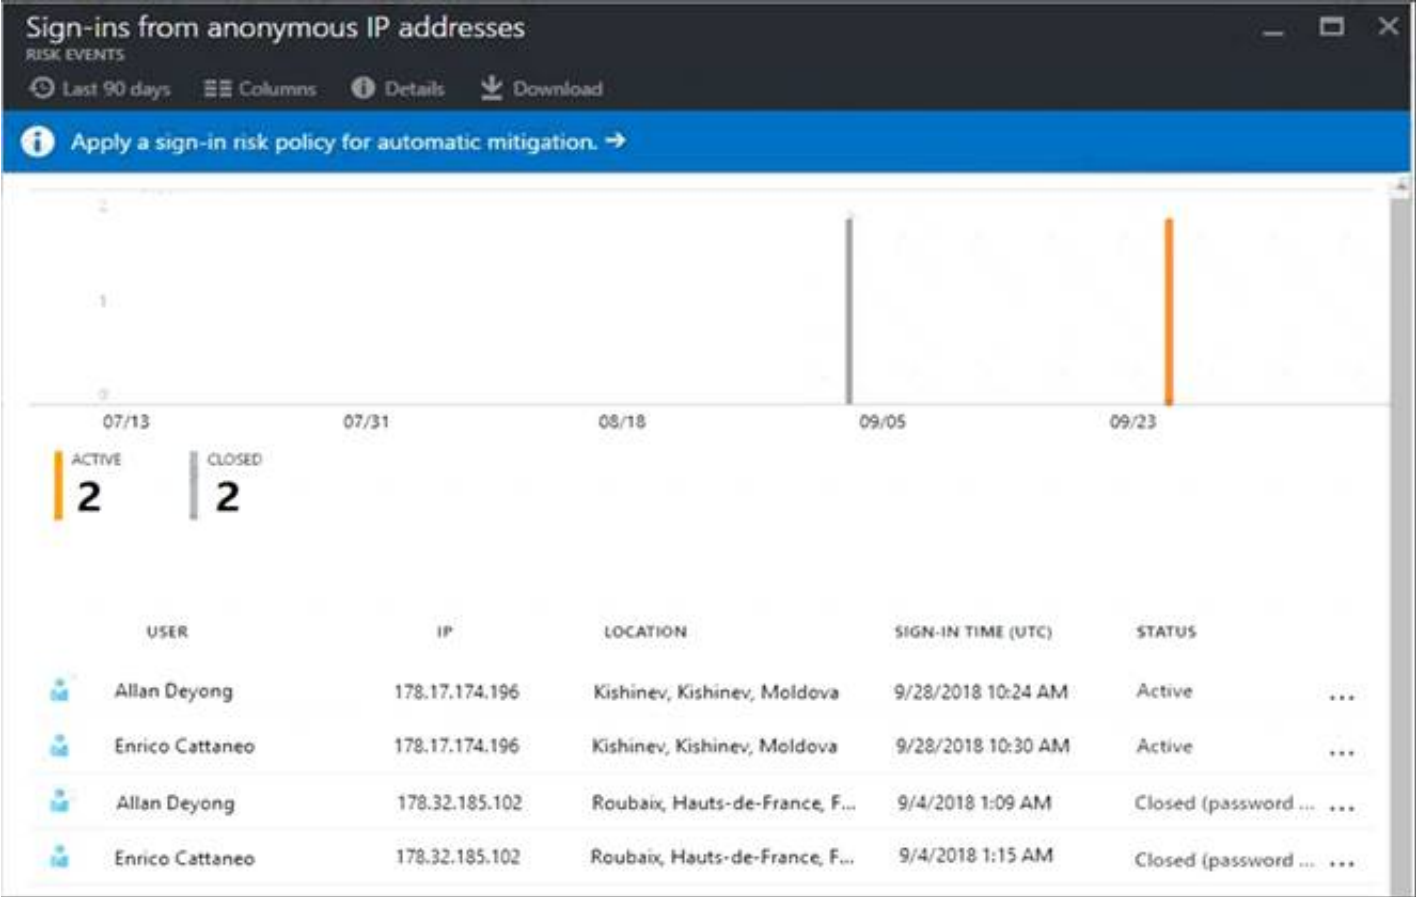 Sign-ins from anonymous IP addresses
RISK EVENTS
Last 90 days Columns Details Download
Apply a sign-in risk policy for automatic mitigation. →
2
1
0
07/13 07/31 08/18 09/05 09/23
ACTIVE CLOSED
2 2
USER IP LOCATION SIGN-IN TIME (UTC) STATUS
Allan Deyong 178.17.174.196 Kishinev, Kishinev, Moldova 9/28/2018 10:24 AM Active ...
Enrico Cattaneo 178.17.174.196 Kishinev, Kishinev, Moldova 9/28/2018 10:30 AM Active ...
Allan Deyong 178.32.185.102 Roubaix, Hauts-de-France, F... 9/4/2018 1:09 AM Closed (password ... ...
Enrico Cattaneo 178.32.185.102 Roubaix, Hauts-de-France, F... 9/4/2018 1:15 AM Closed (password ... ...